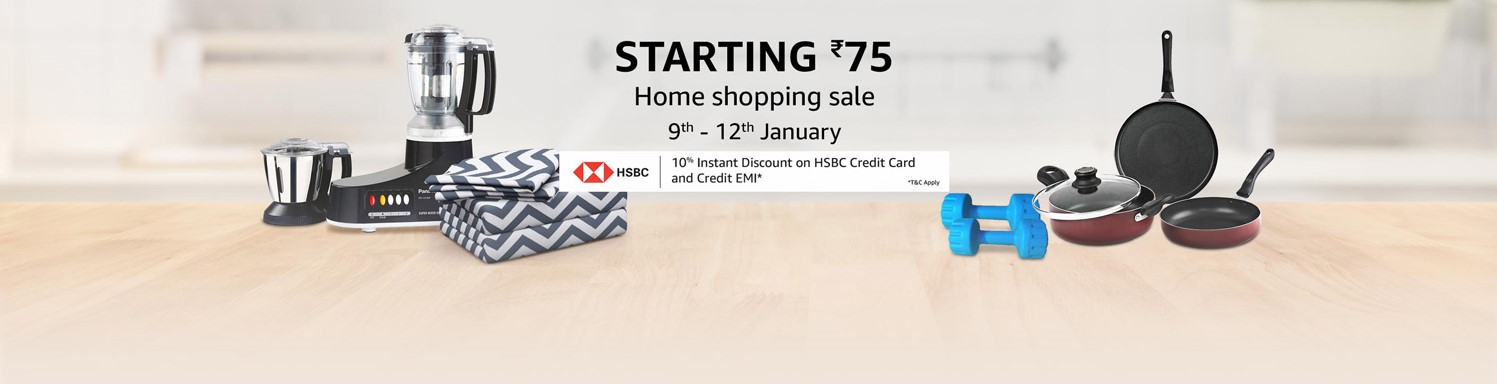 STARTING ₹75
Home shopping sale
9th - 12th January
HSBC
10% Instant Discount on HSBC Credit Card
and Credit EMI*
*T&C Apply